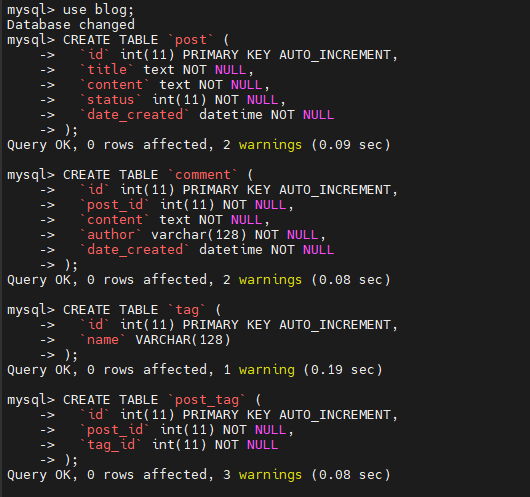 mysql> use blog;
Database changed
mysql> CREATE TABLE `post` (
    ->   `id` int(11) PRIMARY KEY AUTO_INCREMENT,
    ->   `title` text NOT NULL,
    ->   `content` text NOT NULL,
    ->   `status` int(11) NOT NULL,
    ->   `date_created` datetime NOT NULL
    -> );
Query OK, 0 rows affected, 2 warnings (0.09 sec)

mysql> CREATE TABLE `comment` (
    ->   `id` int(11) PRIMARY KEY AUTO_INCREMENT,
    ->   `post_id` int(11) NOT NULL,
    ->   `content` text NOT NULL,
    ->   `author` varchar(128) NOT NULL,
    ->   `date_created` datetime NOT NULL
    -> );
Query OK, 0 rows affected, 2 warnings (0.08 sec)

mysql> CREATE TABLE `tag` (
    ->   `id` int(11) PRIMARY KEY AUTO_INCREMENT,
    ->   `name` VARCHAR(128)
    -> );
Query OK, 0 rows affected, 1 warning (0.19 sec)

mysql> CREATE TABLE `post_tag` (
    ->   `id` int(11) PRIMARY KEY AUTO_INCREMENT,
    ->   `post_id` int(11) NOT NULL,
    ->   `tag_id` int(11) NOT NULL
    -> );
Query OK, 0 rows affected, 3 warnings (0.08 sec)